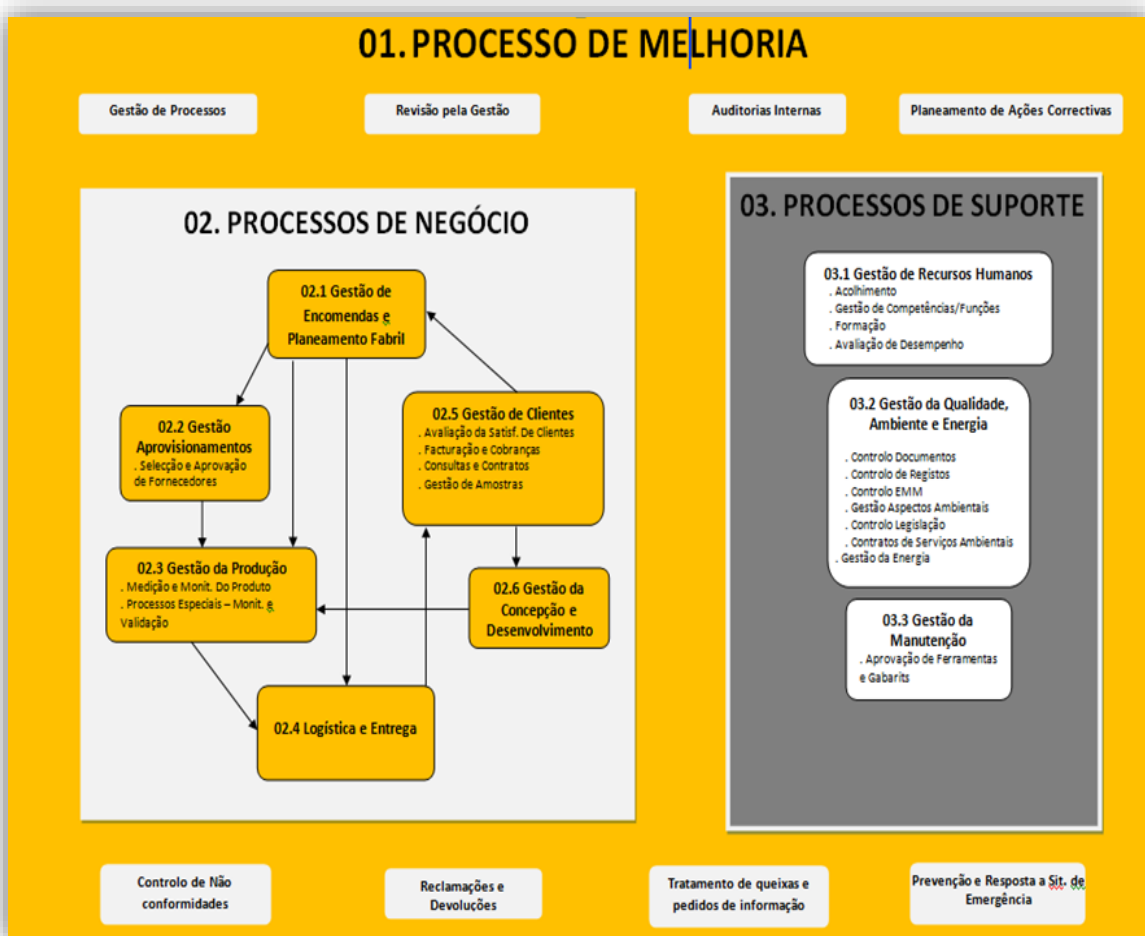 01. PROCESSO DE MELHORIA
Gestão de Processos
Revisão pela Gestão
Auditorias Internas
Planeamento de Ações Correctivas
02. PROCESSOS DE NEGÓCIO
02.1 Gestão de
Encomendas e
Planeamento Fabril
02.2 Gestão
Aprovisionamentos
. Selecção e Aprovação
de Fornecedores
02.5 Gestão de Clientes
. Avaliação da Satisf. De Clientes
. Facturação e Cobranças
. Consultas e Contratos
. Gestão de Amostras
02.3 Gestão da Produção
. Medição e Monit. Do Produto
. Processos Especiais – Monit. e
Validação
02.6 Gestão da
Concepção e
Desenvolvimento
02.4 Logística e Entrega
03. PROCESSOS DE SUPORTE
03.1 Gestão de Recursos Humanos
. Acolhimento
. Gestão de Competências/Funções
. Formação
. Avaliação de Desempenho
03.2 Gestão da Qualidade,
Ambiente e Energia
. Controlo Documentos
. Controlo de Registos
. Controlo EMM
. Gestão Aspectos Ambientais
. Controlo Legislação
. Contratos de Serviços Ambientais
. Gestão da Energia
03.3 Gestão da
Manutenção
. Aprovação de Ferramentas
e Gabarits
Controlo de Não
conformidades
Reclamações e
Devoluções
Tratamento de queixas e
pedidos de informação
Prevenção e Resposta a Sit. de
Emergência